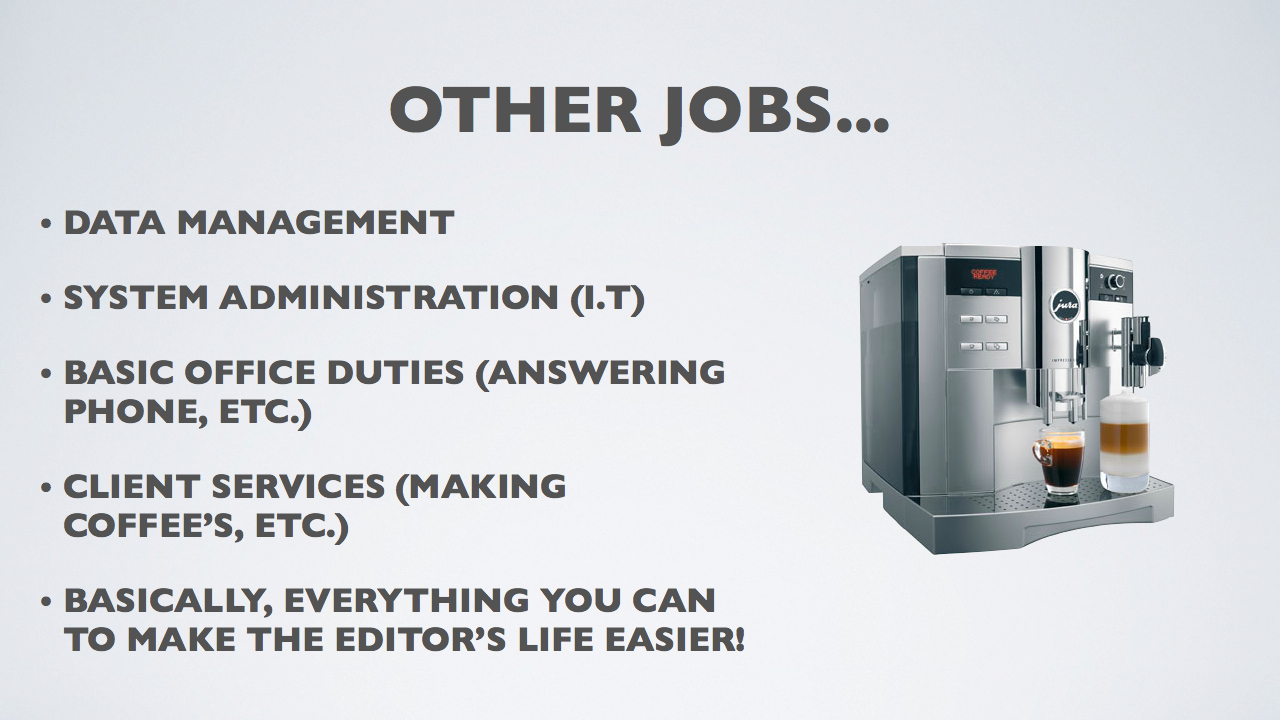 OTHER JOBS...
• DATA MANAGEMENT
• SYSTEM ADMINISTRATION (I.T)
• BASIC OFFICE DUTIES (ANSWERING
PHONE, ETC.)
• CLIENT SERVICES (MAKING
COFFEE'S, ETC.)
• BASICALLY, EVERYTHING YOU CAN
TO MAKE THE EDITOR'S LIFE EASIER!
COFFEE
READY
jura